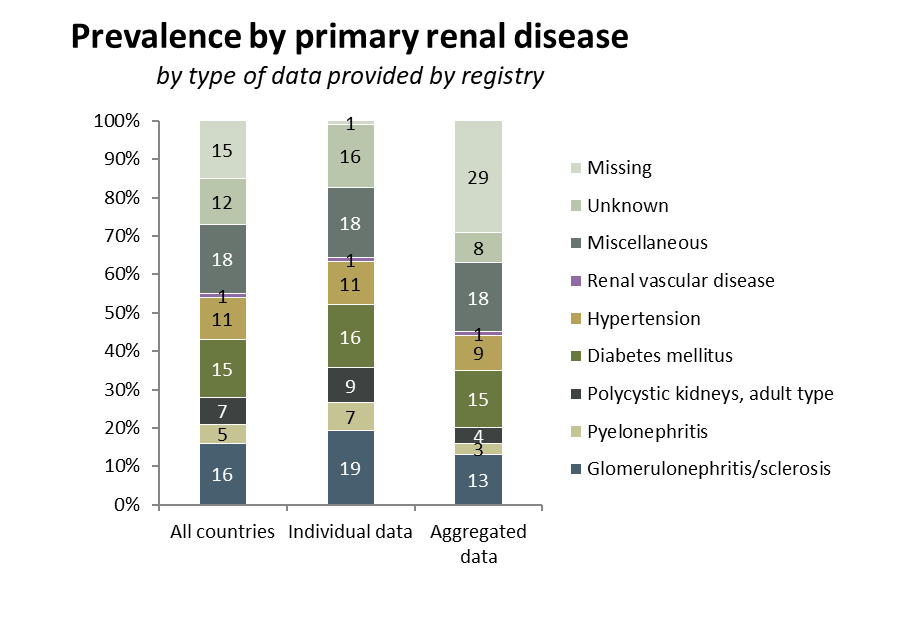 Prevalence by primary renal disease
by type of data provided by registry
100%
90%
80%
70%
60%
50%
40%
30%
20%
10%
0%
15
12
18
1
11
15
7
5
16
1
16
18
1
11
16
9
7
19
29
8
18
1
9
15
4
3
13
All countries
Individual data
Aggregated
data
Missing
Unknown
Miscellaneous
Renal vascular disease
Hypertension
Diabetes mellitus
Polycystic kidneys, adult type
Pyelonephritis
Glomerulonephritis/sclerosis